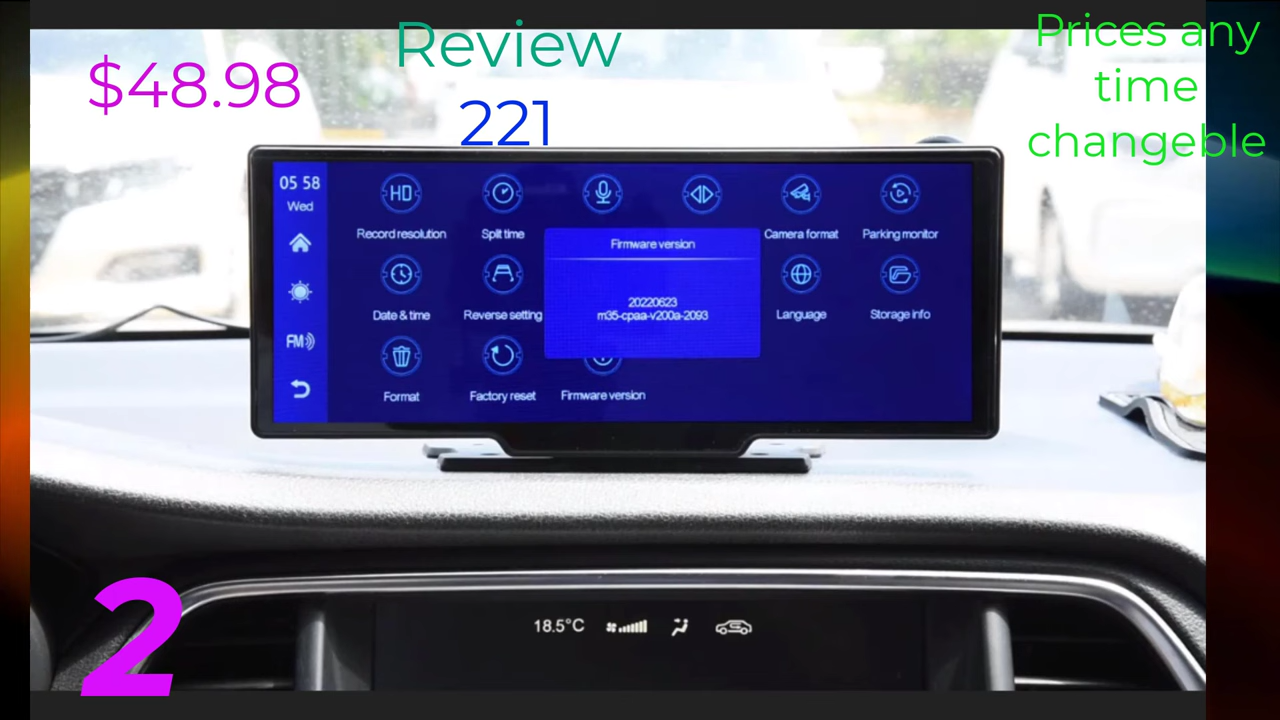 $48.98
Review
221
Prices any
time
changeble
05 58
Wed
HD
Record resolution
Split time
Camera format
Parking monitor
Firmware version
20220623
m35-cpaa-v200a-2093
Date & time
Reverse setting
Language
Storage info
FM
Format
Factory reset
Firmware version
18.5°C
2